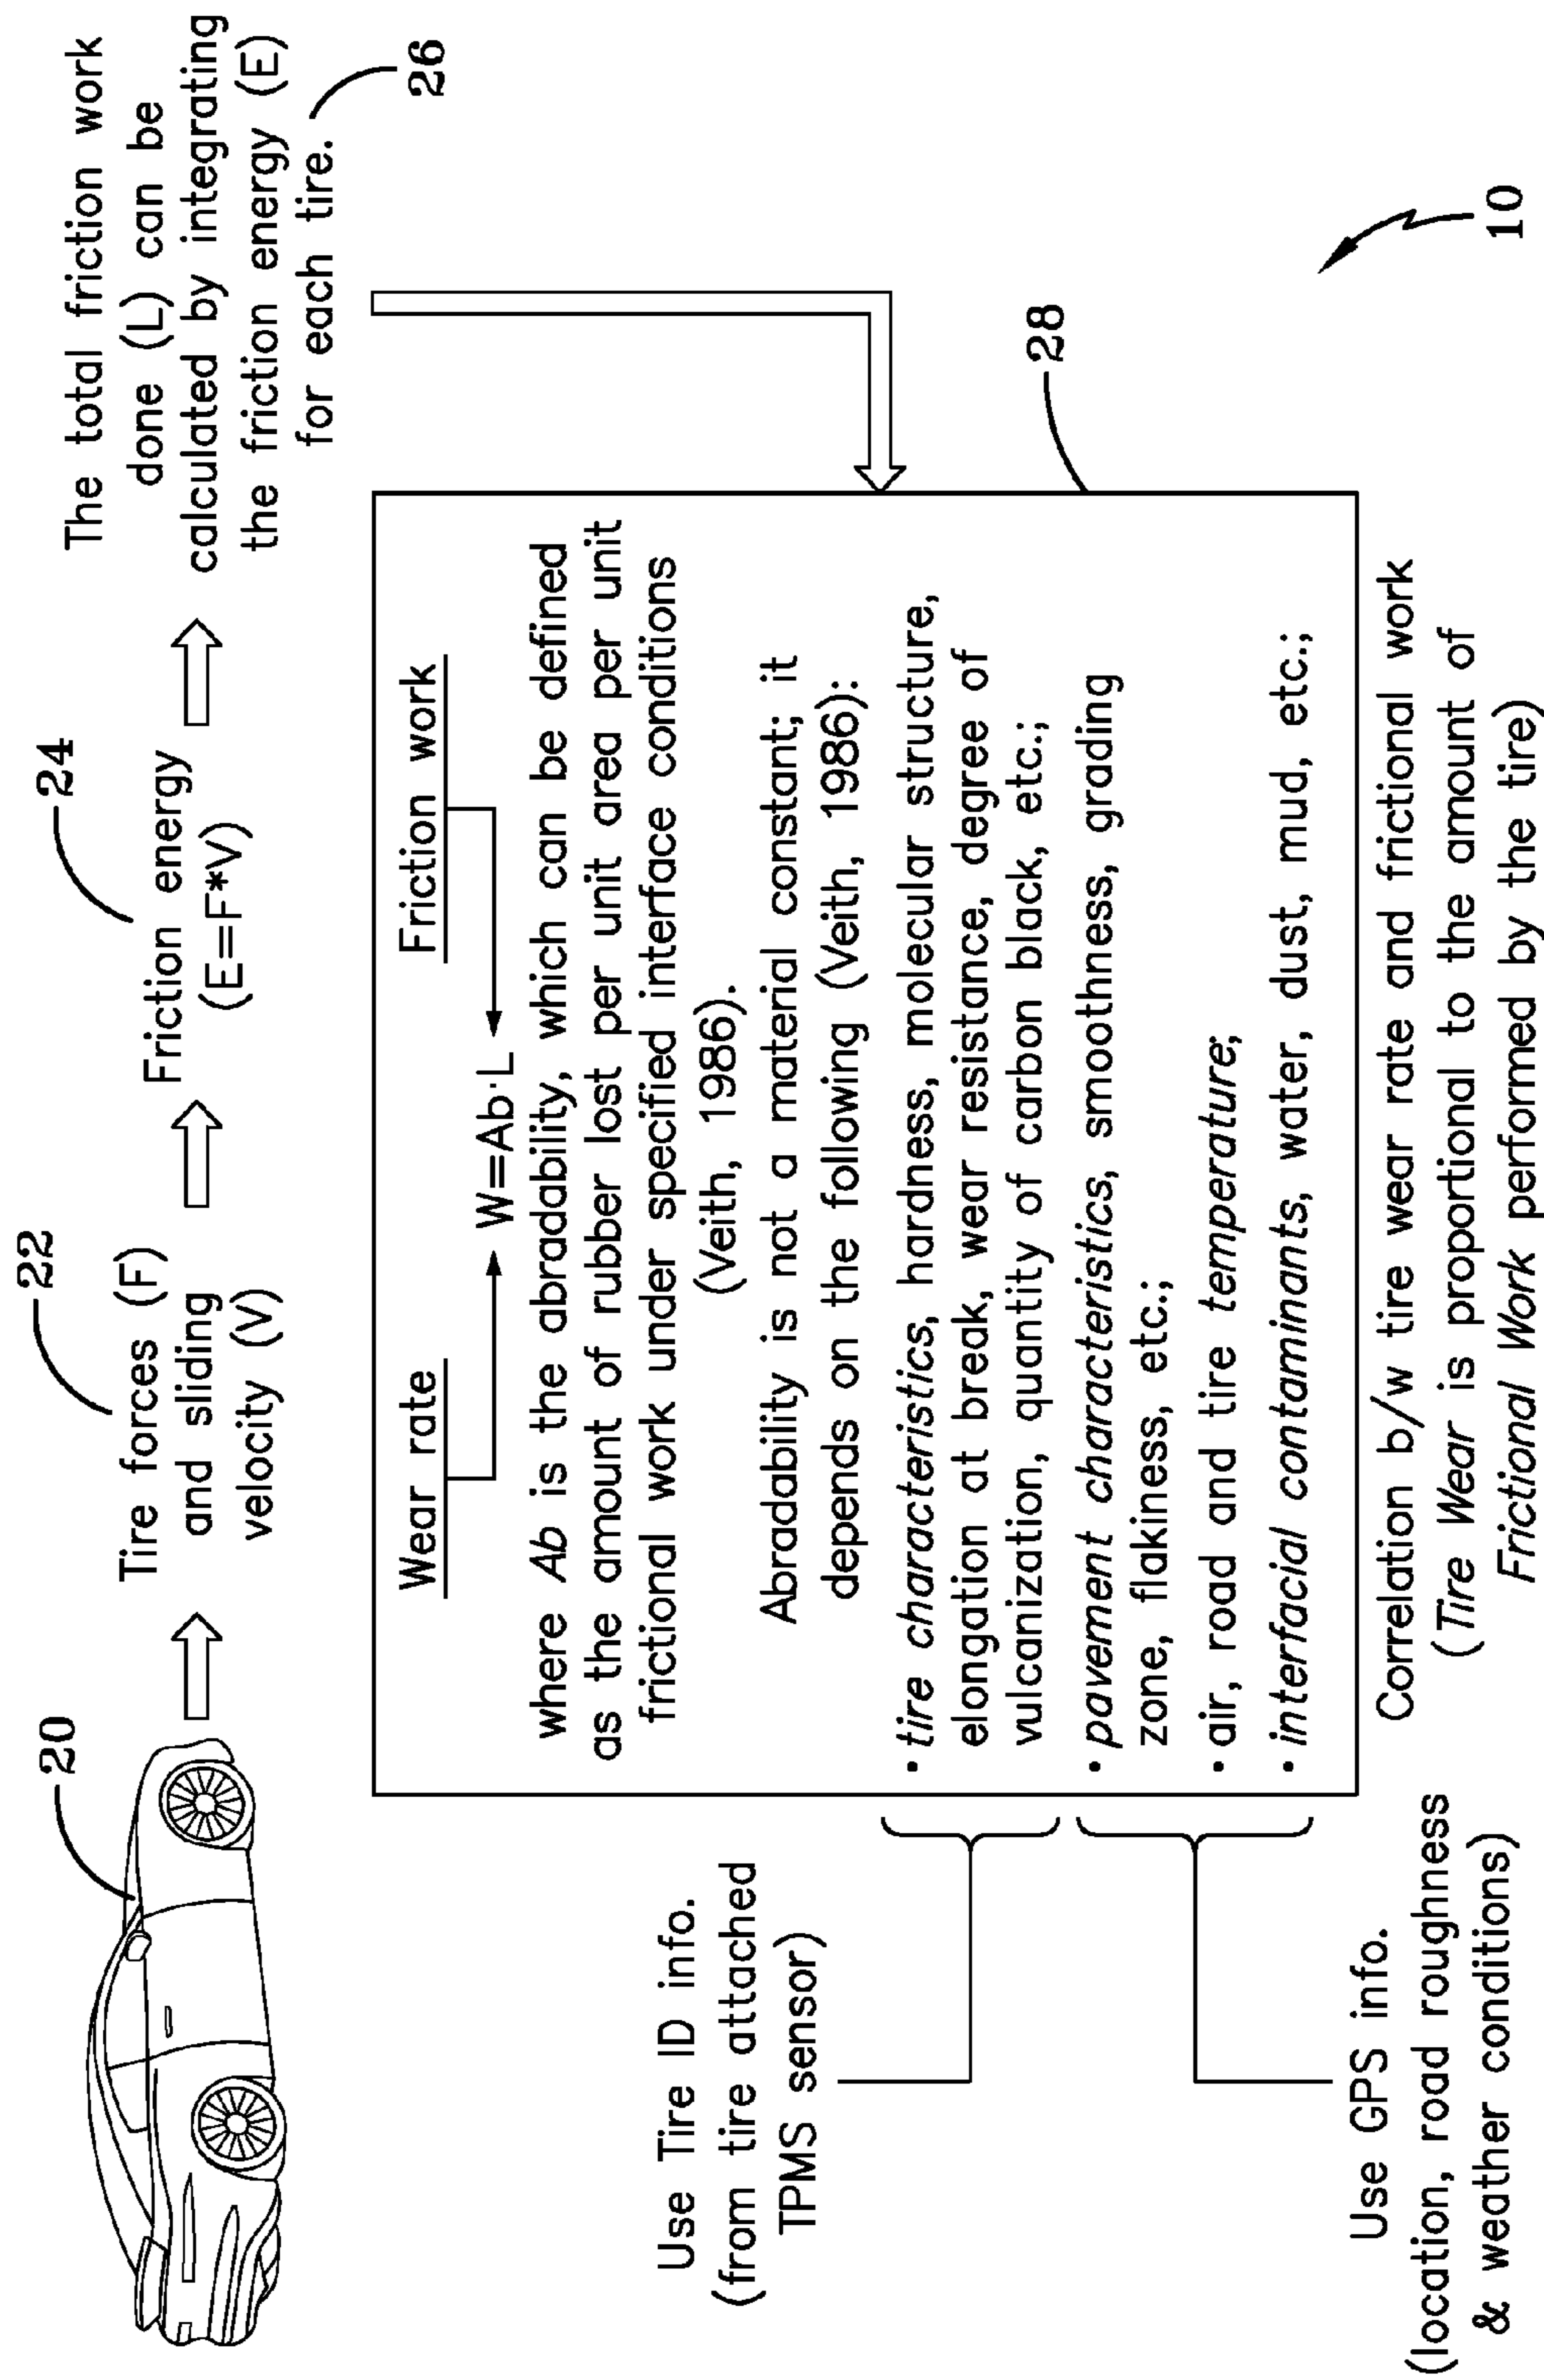 20
22
Tire forces (F)
and sliding
velocity (V)
24
Friction energy
(E=F*V)
The total friction work
done (L) can be
calculated by integrating
the friction energy (E)
for each tire.
26
Wear rate
Friction work
W=Ab·L
where Ab is the abradability, which can be defined
as the amount of rubber lost per unit area per unit
frictional work under specified interface conditions
(Veith, 1986).
Abradability is not a material constant; it
depends on the following (Veith, 1986):
• tire characteristics, hardness, molecular structure,
elongation at break, wear resistance, degree of
vulcanization, quantity of carbon black, etc.;
• pavement characteristics, smoothness, grading
zone, flakiness, etc.;
• air, road and tire temperature;
• interfacial contaminants, water, dust, mud, etc.;
28
Use Tire ID info.
(from tire attached
TPMS sensor)
Use GPS info.
(location, road roughness
& weather conditions)
Correlation b/w tire wear rate and frictional work
(Tire Wear is proportional to the amount of
Frictional Work performed by the tire)
10